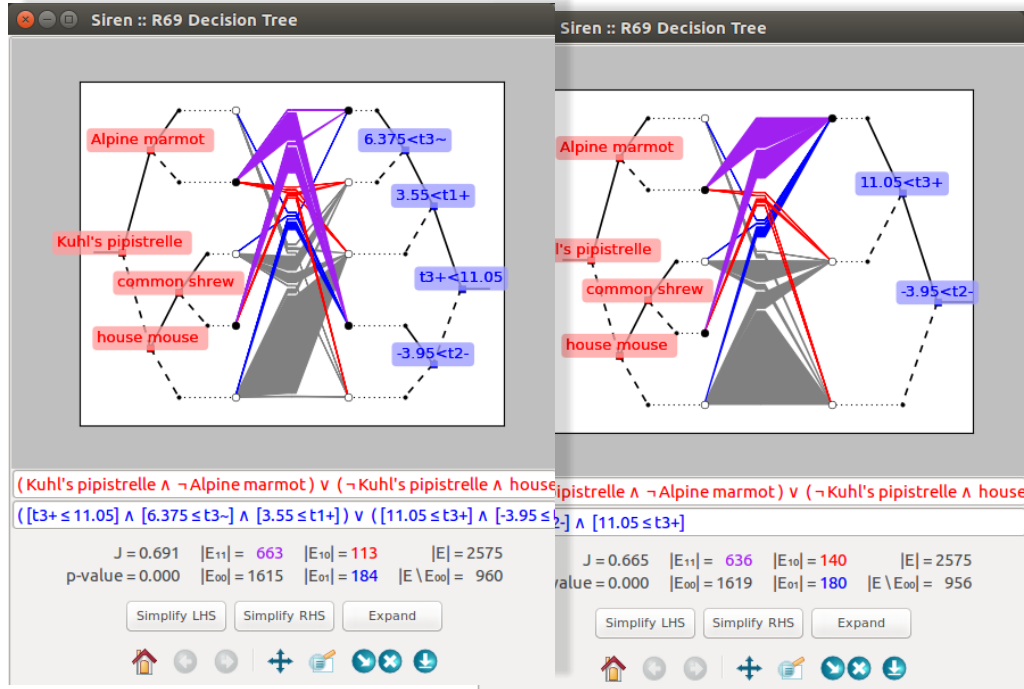 Siren :: R69 Decision Tree
Alpine marmot
6.375<t3~
3.55<t1+
Kuhl's pipistrelle
t3+<11.05
common shrew
house mouse
-3.95<t2-
(Kuhl's pipistrelle ∧ ¬ Alpine marmot) ∨ (¬ Kuhl's pipistrelle ∧ house
([t3+ ≤ 11.05] ∧ [6.375 ≤ t3~] ∧ [3.55 ≤ t1+]) ∨ ([11.05 ≤ t3+] ∧ [-3.95 ≤
J = 0.691 |E₁₁| = 663 |E₁₀| = 113 |E| = 2575
p-value = 0.000 |E₀₀| = 1615 |E₀₁| = 184 |E \ E₀₀| = 960
Simplify LHS Simplify RHS Expand
Siren :: R69 Decision Tree
Alpine marmot
11.05<t3+
l's pipistrelle
common shrew
-3.95<t2-
house mouse
ipistrelle ∧ ¬ Alpine marmot) ∨ (¬ Kuhl's pipistrelle ∧ house
2-] ∧ [11.05 ≤ t3+]
J = 0.665 |E₁₁| = 636 |E₁₀| = 140 |E| = 2575
value = 0.000 |E₀₀| = 1619 |E₀₁| = 180 |E \ E₀₀| = 956
Simplify LHS Simplify RHS Expand